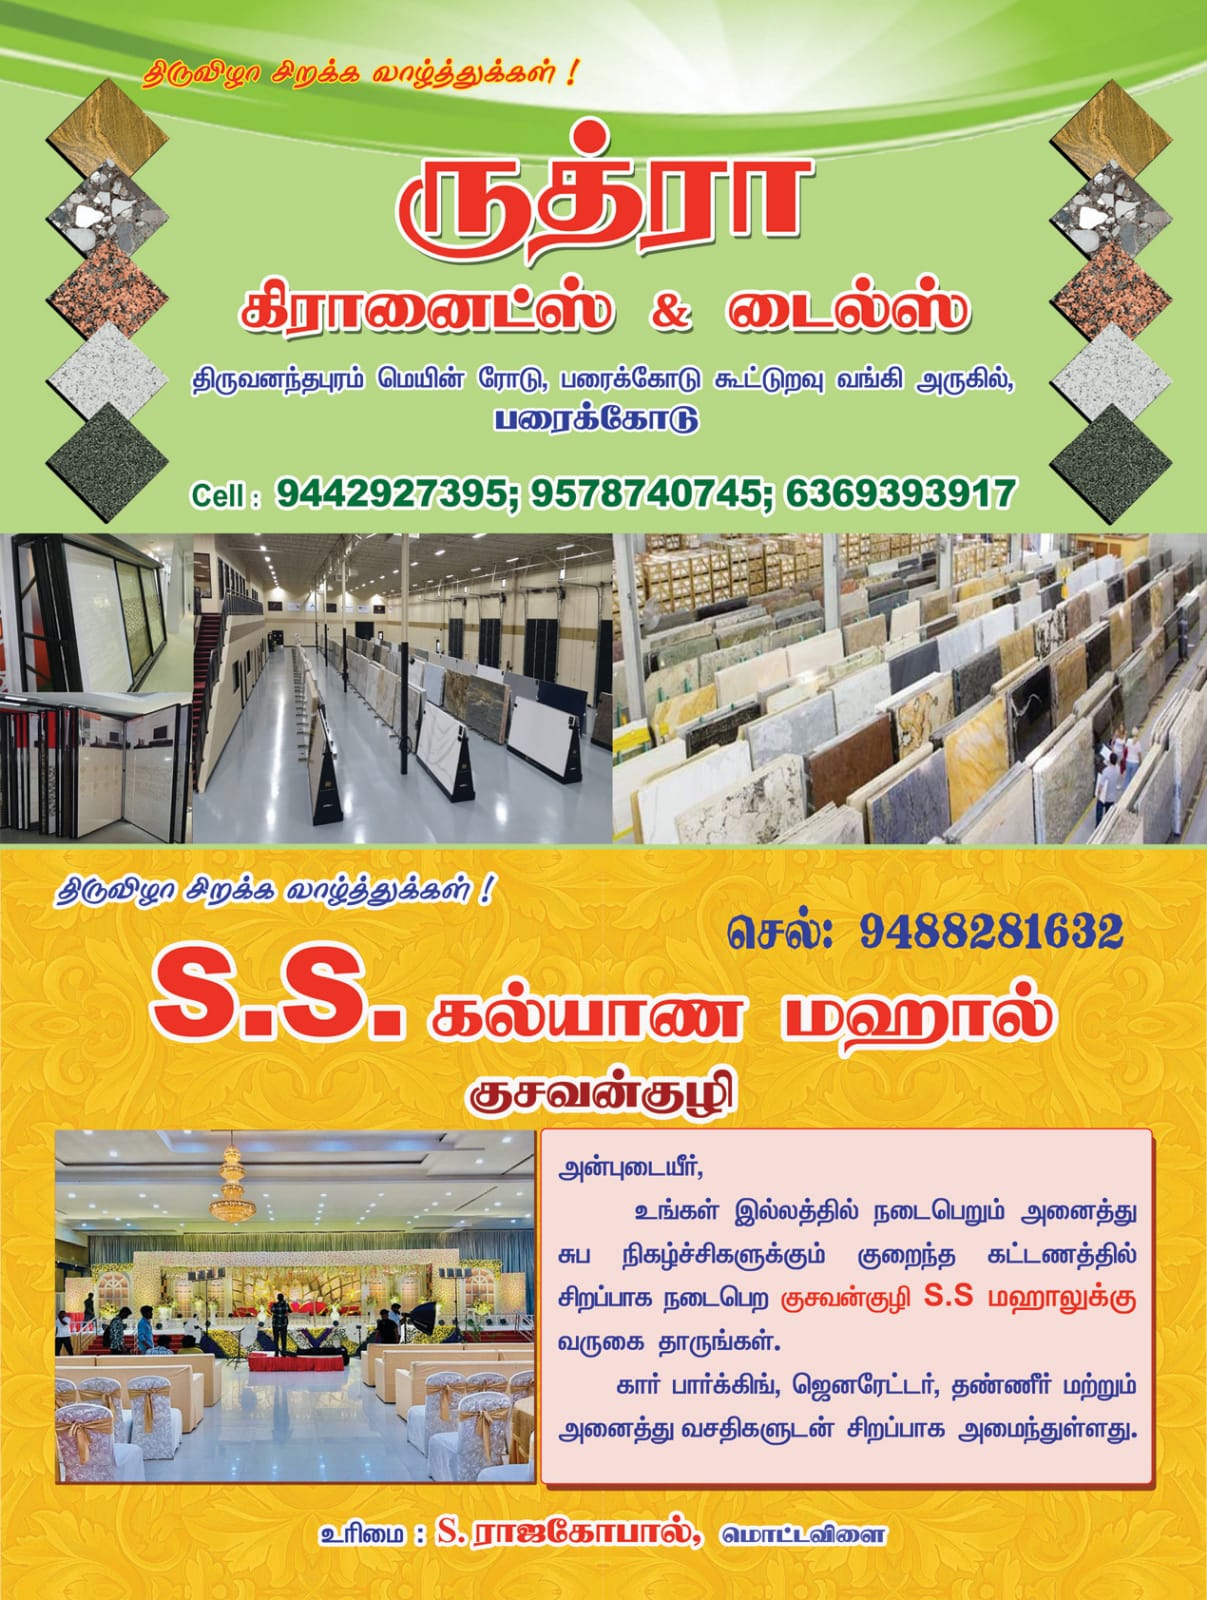 திருவிழா சிறக்க வாழ்த்துக்கள் !
ருத்ரா
கிரானைட்ஸ் & டைல்ஸ்
திருவனந்தபுரம் மெயின் ரோடு, பரைக்கோடு கூட்டுறவு வங்கி அருகில்,
பரைக்கோடு
Cell : 9442927395; 9578740745; 6369393917
திருவிழா சிறக்க வாழ்த்துக்கள் !
செல்: 9488281632
S.S. கல்யாண மஹால்
குசவன்குழி
அன்புடையீர்,
உங்கள் இல்லத்தில் நடைபெறும் அனைத்து
சுப நிகழ்ச்சிகளுக்கும் குறைந்த கட்டணத்தில்
சிறப்பாக நடைபெற குசவன்குழி S.S மஹாலுக்கு
வருகை தாருங்கள்.
கார் பார்க்கிங், ஜெனரேட்டர், தண்ணீர் மற்றும்
அனைத்து வசதிகளுடன் சிறப்பாக அமைந்துள்ளது.
உரிமை : S. ராஜகோபால், மொட்டவிளை